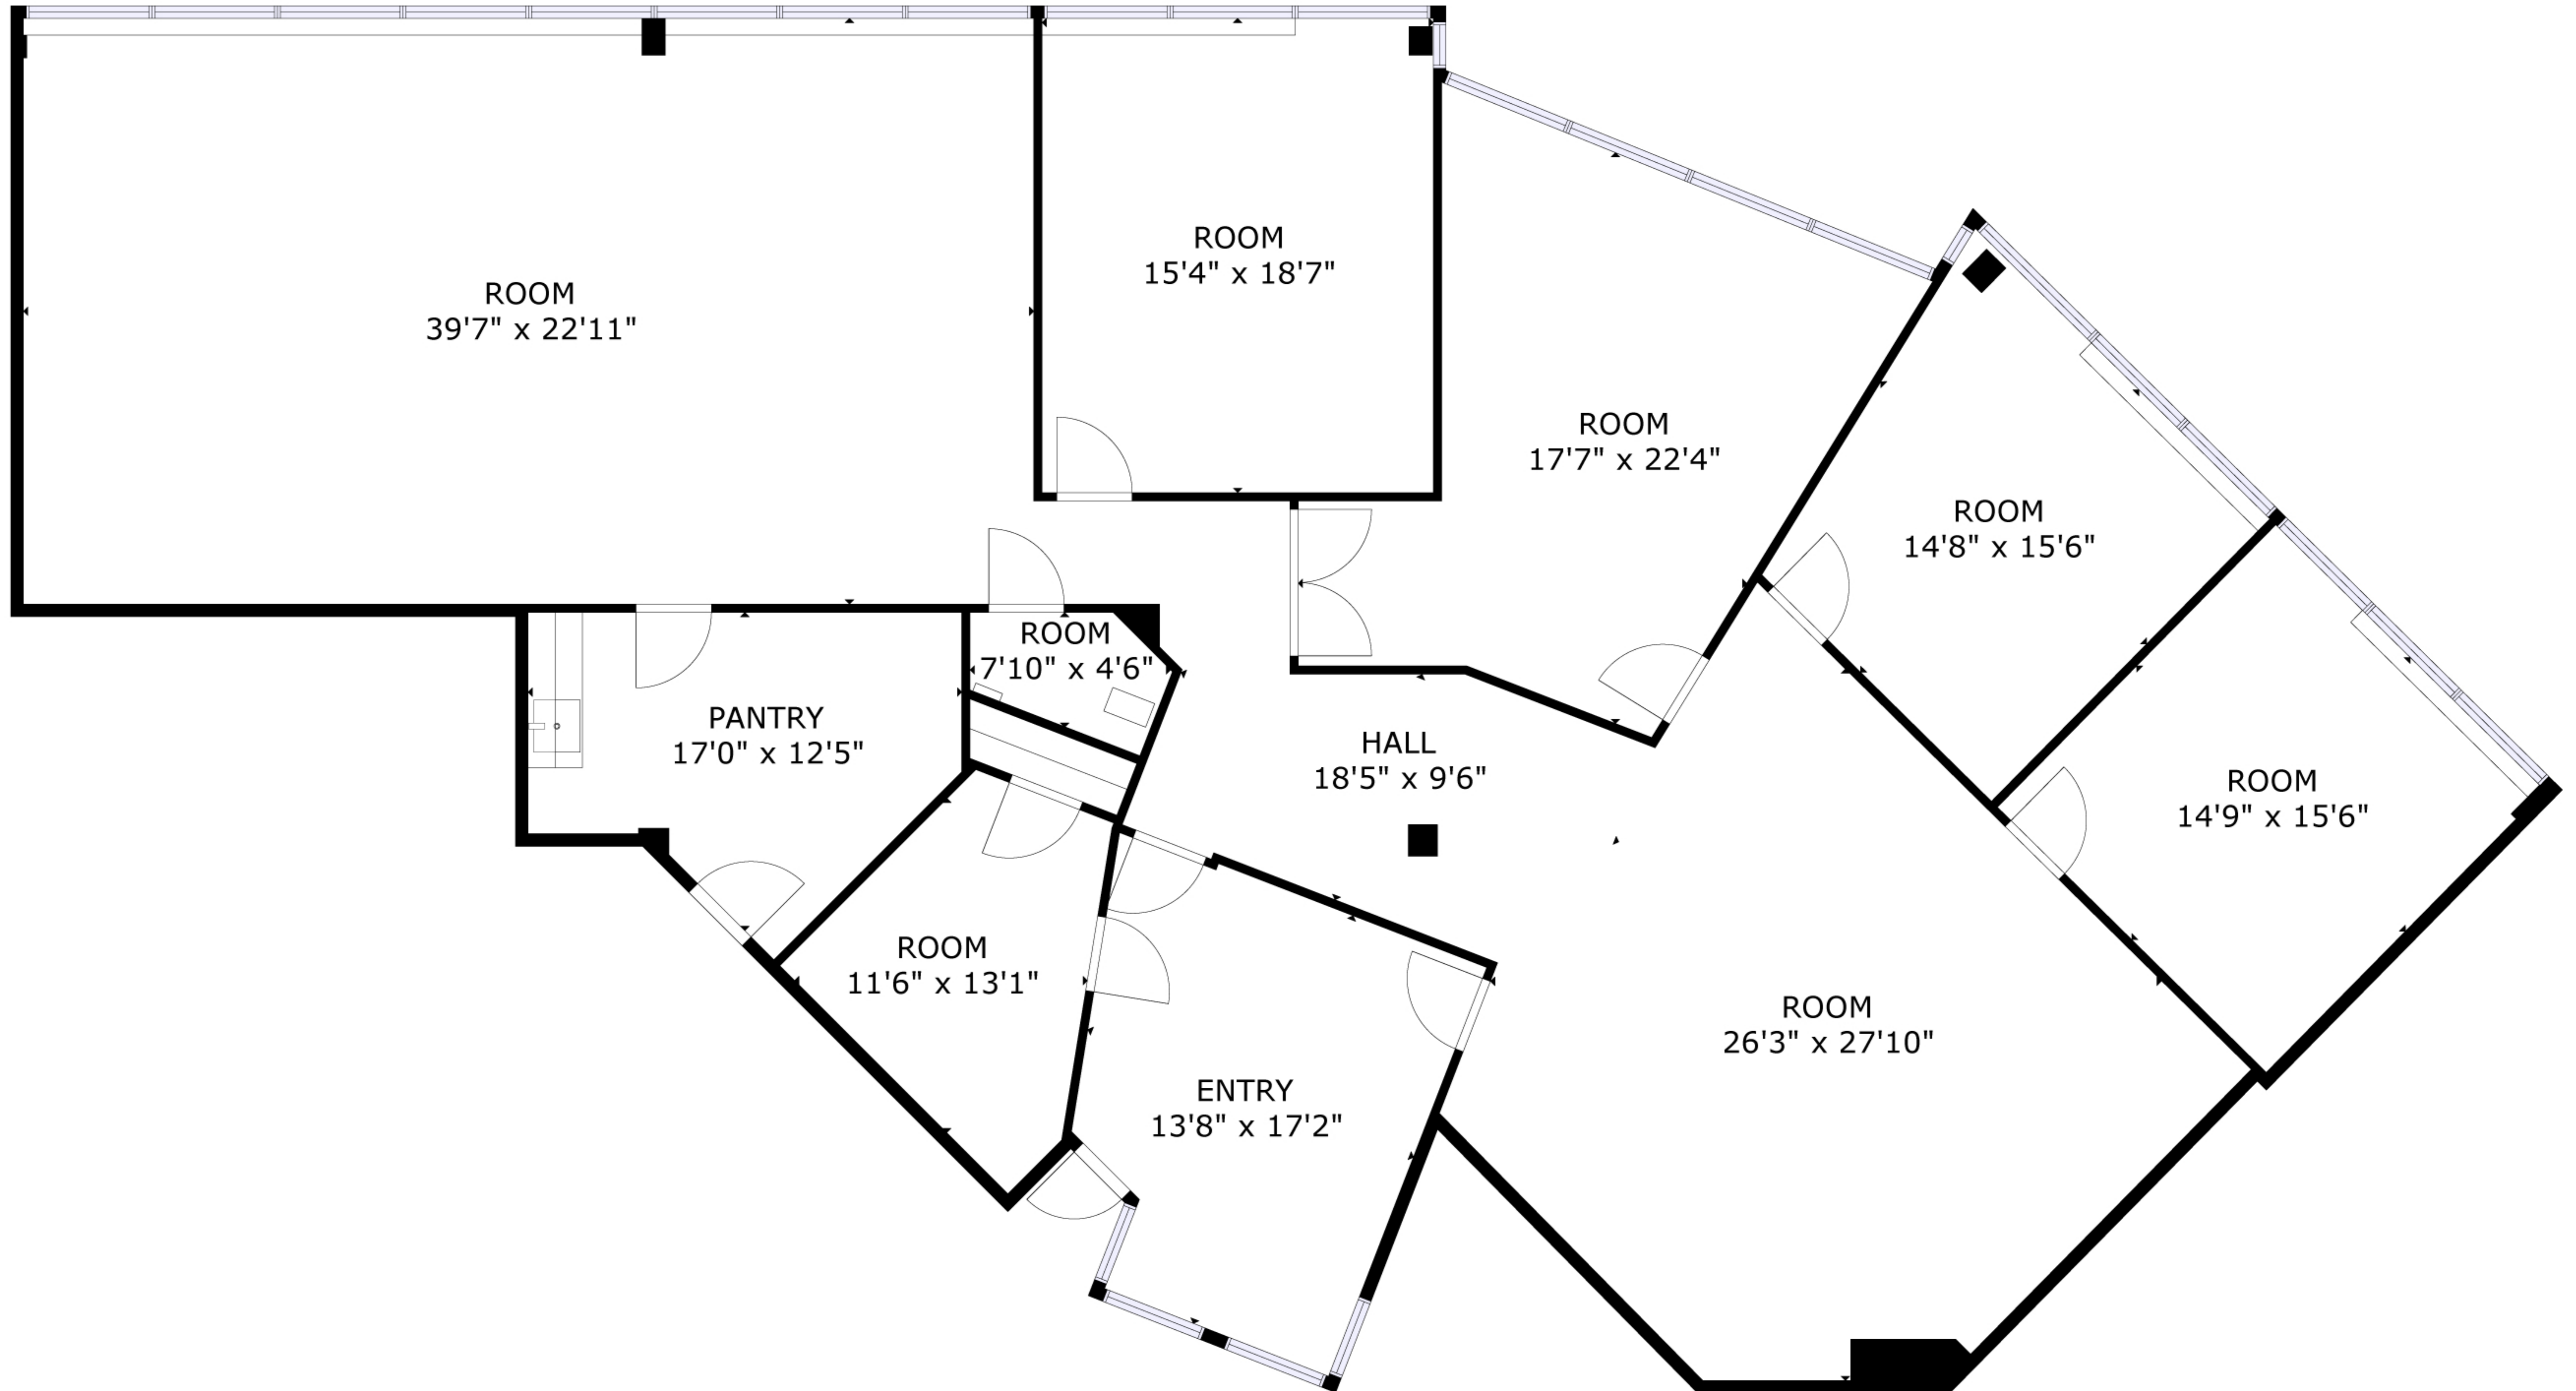 ROOM
15'4" x 18'7"
ROOM
39'7" x 22'11"
ROOM
17'7" x 22'4"
ROOM
14'8" x 15'6"
ROOM
7'10" x 4'6"
PANTRY
17'0" x 12'5"
HALL
18'5" x 9'6"
ROOM
14'9" x 15'6"
ROOM
11'6" x 13'1"
ROOM
26'3" x 27'10"
ENTRY
13'8" x 17'2"